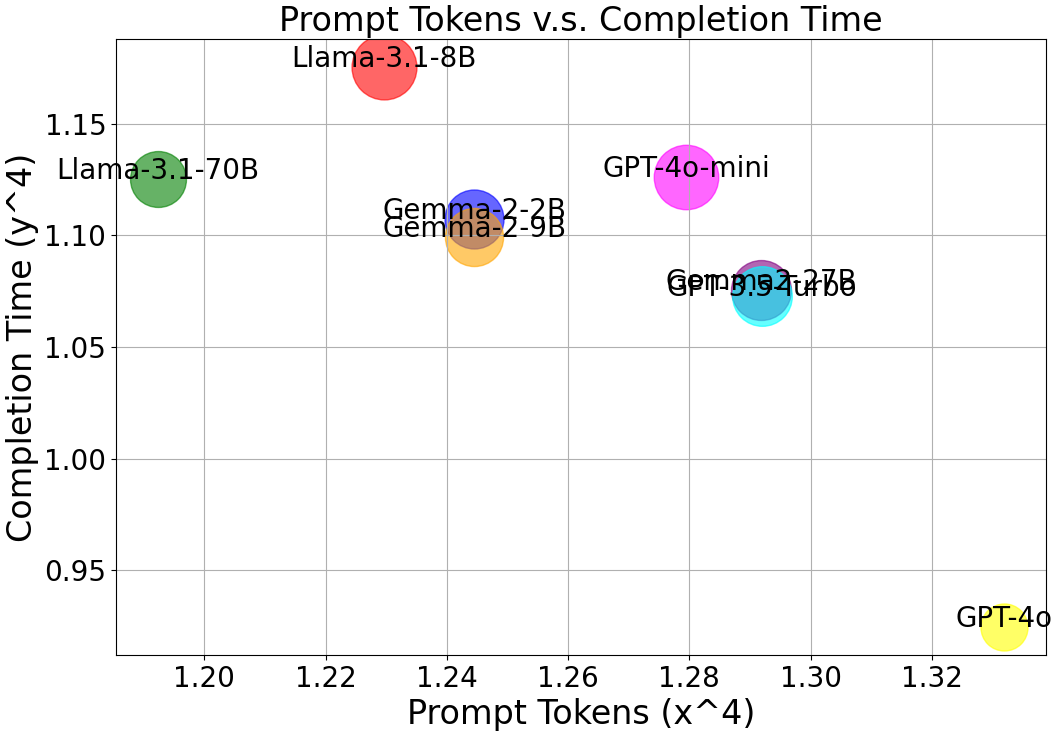 Prompt Tokens v.s. Completion Time
Llama-3.1-8B
Llama-3.1-70B
GPT-4o-mini
Gemma-2-2B
Gemma-2-9B
Gemma2-27B
GPT-3.5-Turbo
GPT-4o
Completion Time (y^4)
1.15
1.10
1.05
1.00
0.95
1.20
1.22
1.24
1.26
1.28
1.30
1.32
Prompt Tokens (x^4)